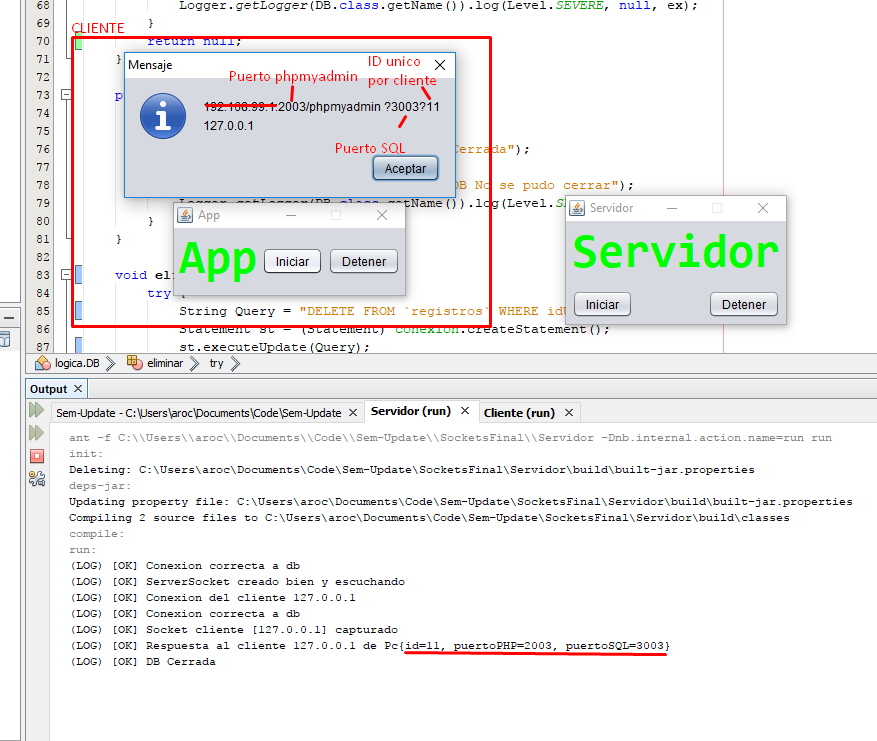 68 Logger.getLogger(DB.class.getName()).log(Level.SEVERE, null, ex);
69 }
CLIENTE
70 return null;
71 }
72
73
74
75
76 Cerrada");
77
78 DB No se pudo cerrar");
79 Logger.getLogger(DB.class.getName()).log(Level.
80 }
81 }
82
83 void
84 try {
85 String Query = "DELETE FROM `registros` WHERE
86 Statement st = (Statement) conexion.createStatement();
87 st.executeUpdate(Query);
Mensaje
ID unico
por cliente
Puerto phpmyadmin
192.168.99.1:2003/phpmyadmin ?3003?11
127.0.0.1
Puerto SQL
Aceptar
App
App
Iniciar
Detener
Servidor
Servidor
Iniciar
Detener
logica.DB eliminar try
Output
Sem-Update - C:\Users\aroc\Documents\Code\Sem-Update Servidor (run) Cliente (run)
ant -f C:\\Users\\aroc\\Documents\\Code\\Sem-Update\\SocketsFinal\\Servidor -Dnb.internal.action.name=run run
init:
Deleting: C:\Users\aroc\Documents\Code\Sem-Update\SocketsFinal\Servidor\build\built-jar.properties
deps-jar:
Updating property file: C:\Users\aroc\Documents\Code\Sem-Update\SocketsFinal\Servidor\build\built-jar.properties
Compiling 2 source files to C:\Users\aroc\Documents\Code\Sem-Update\SocketsFinal\Servidor\build\classes
compile:
run:
(LOG) [OK] Conexion correcta a db
(LOG) [OK] ServerSocket creado bien y escuchando
(LOG) [OK] Conexion del cliente 127.0.0.1
(LOG) [OK] Conexion correcta a db
(LOG) [OK] Socket cliente [127.0.0.1] capturado
(LOG) [OK] Respuesta al cliente 127.0.0.1 de Pc{id=11, puertoPHP=2003, puertoSQL=3003}
(LOG) [OK] DB Cerrada